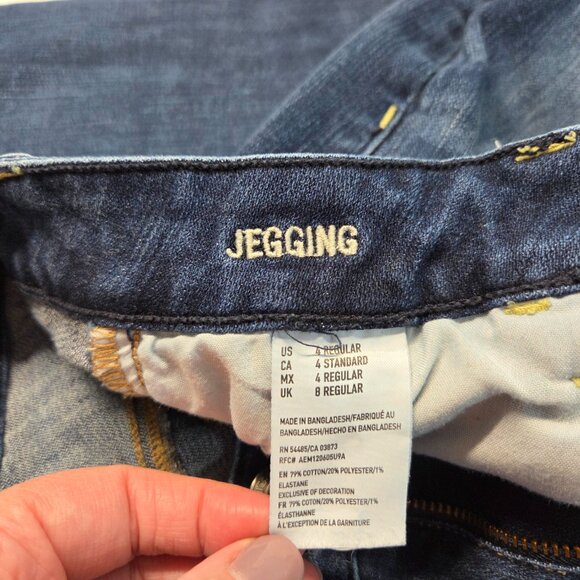 JEGGING
US 4 REGULAR
CA 4 STANDARD
MX 4 REGULAR
UK 8 REGULAR
MADE IN BANGLADESH/FABRIQUÉ AU
BANGLADESH/HECHO EN BANGLADESH
RN 54485/CA 03873
RFC# AEM120605U9A
EN 79% COTTON/20% POLYESTER/1%
ELASTANE
EXCLUSIVE OF DECORATION
FR 79% COTON/20% POLYESTER/1%
ÉLASTHANNE
À L'EXCEPTION DE LA GARNITURE